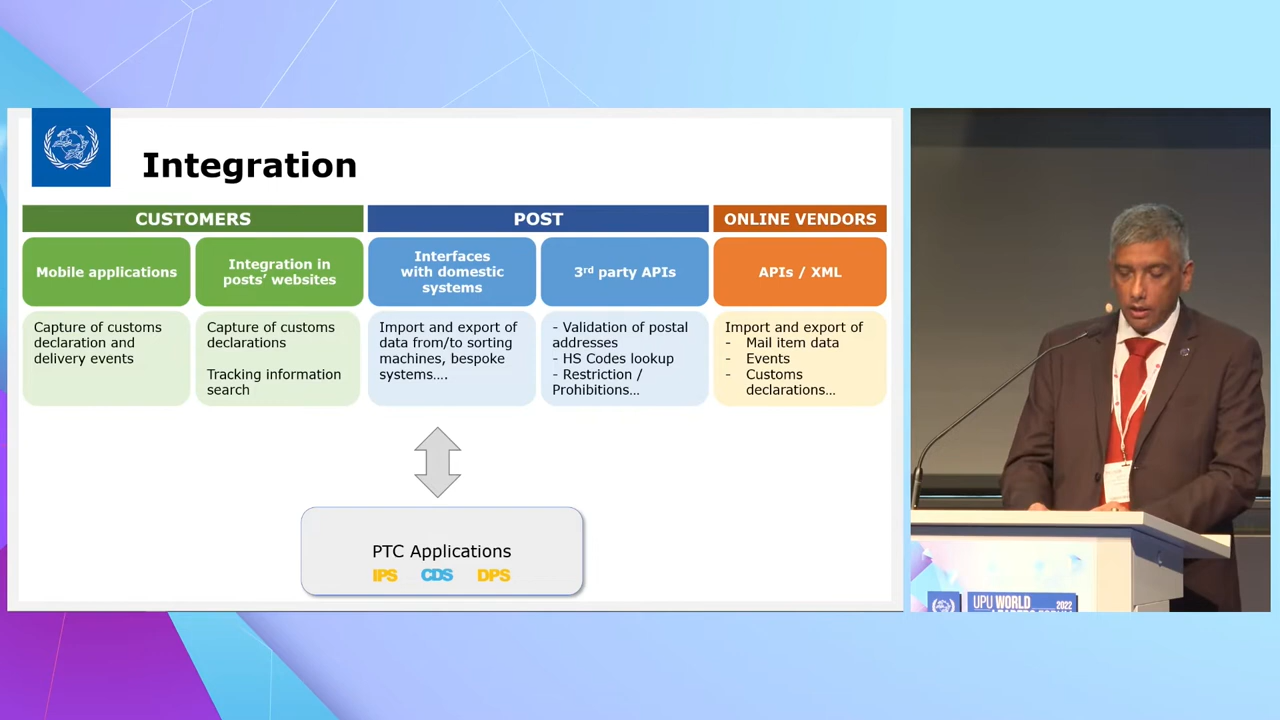 Integration
CUSTOMERS
POST
ONLINE VENDORS
Mobile applications
Integration in
posts’ websites
Interfaces
with domestic
systems
3rd party APIs
APIs / XML
Capture of customs
declaration and
delivery events
Capture of customs
declarations
Tracking information
search
Import and export of
data from/to sorting
machines, bespoke
systems….
- Validation of postal
addresses
- HS Codes lookup
- Restriction /
Prohibitions…
Import and export of
- Mail item data
- Events
- Customs
declarations…
PTC Applications
IPS CDS DPS
UPU WORLD 2022